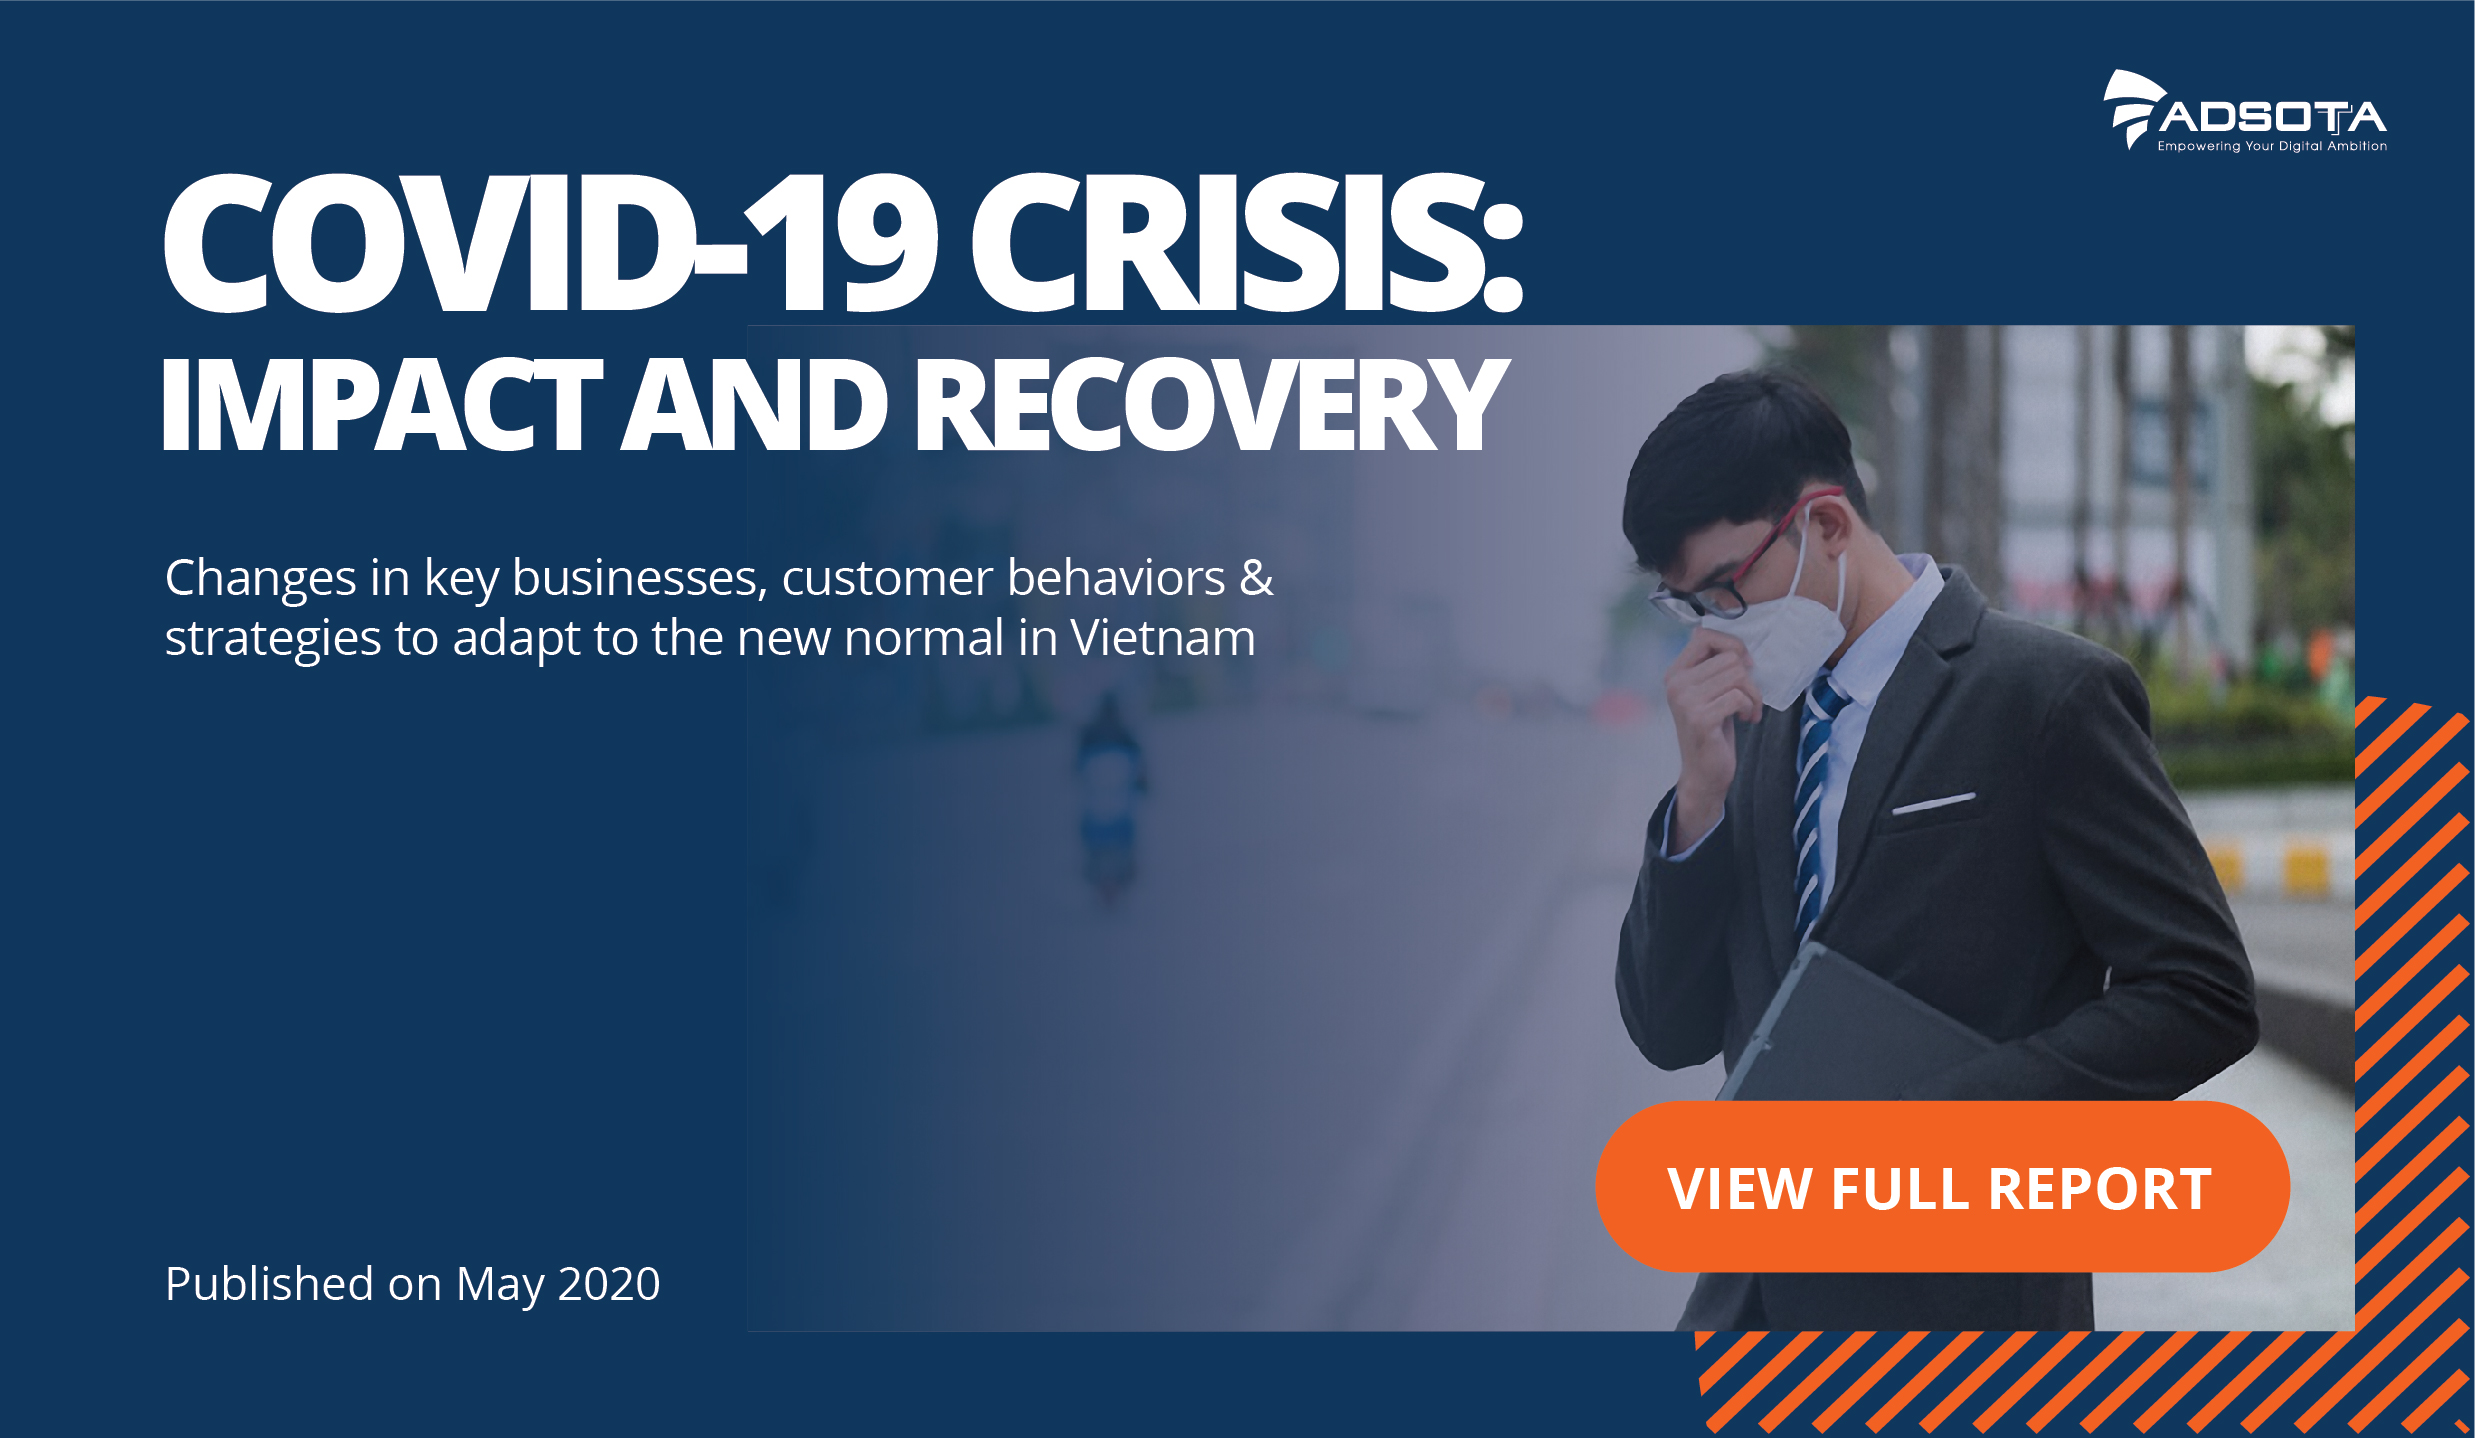 ADSOTA
Empowering Your Digital Ambition
COVID-19 CRISIS:
IMPACT AND RECOVERY
Changes in key businesses, customer behaviors &
strategies to adapt to the new normal in Vietnam
VIEW FULL REPORT
Published on May 2020